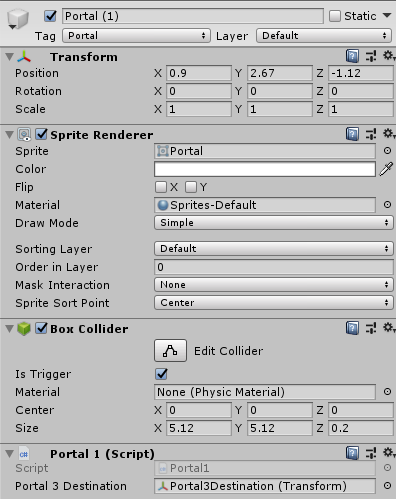 Portal (1) Static
Tag Portal Layer Default
Transform
Position X 0.9 Y 2.67 Z -1.12
Rotation X 0 Y 0 Z 0
Scale X 1 Y 1 Z 1
Sprite Renderer
Sprite Portal
Color
Flip X Y
Material Sprites-Default
Draw Mode Simple
Sorting Layer Default
Order in Layer 0
Mask Interaction None
Sprite Sort Point Center
Box Collider
Edit Collider
Is Trigger
Material None (Physic Material)
Center X 0 Y 0 Z 0
Size X 5.12 Y 5.12 Z 0.2
Portal 1 (Script)
Script Portal1
Portal 3 Destination Portal3Destination (Transform)